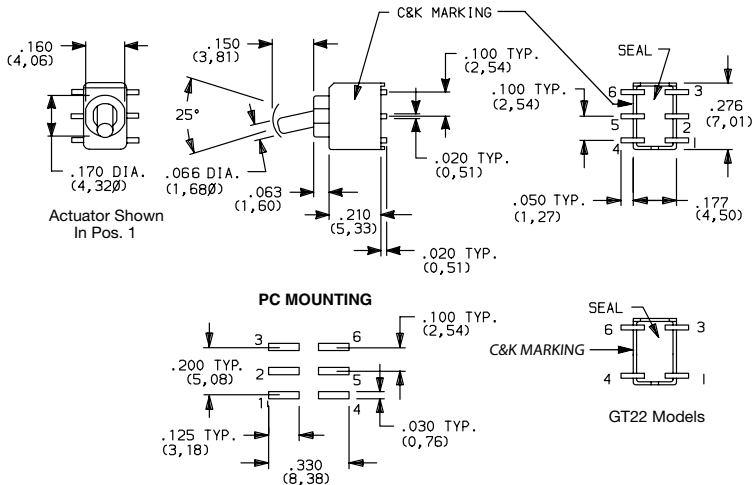 .160
(4,06)
.170 DIA.
(4,32Ø)
Actuator Shown
In Pos. 1
25°
.150
(3,81)
.066 DIA.
(1,68Ø)
.063
(1,60)
.210
(5,33)
.020 TYP.
(0,51)
.100 TYP.
(2,54)
.020 TYP.
(0,51)
C&K MARKING
SEAL
6
3
5
2
4
1
.100 TYP.
(2,54)
.276
(7,01)
.050 TYP.
(1,27)
.177
(4,50)
PC MOUNTING
3
6
2
5
1
4
.200 TYP.
(5,08)
.125 TYP.
(3,18)
.330
(8,38)
.100 TYP.
(2,54)
.030 TYP.
(0,76)
SEAL
C&K MARKING
6
3
4
1
GT22 Models